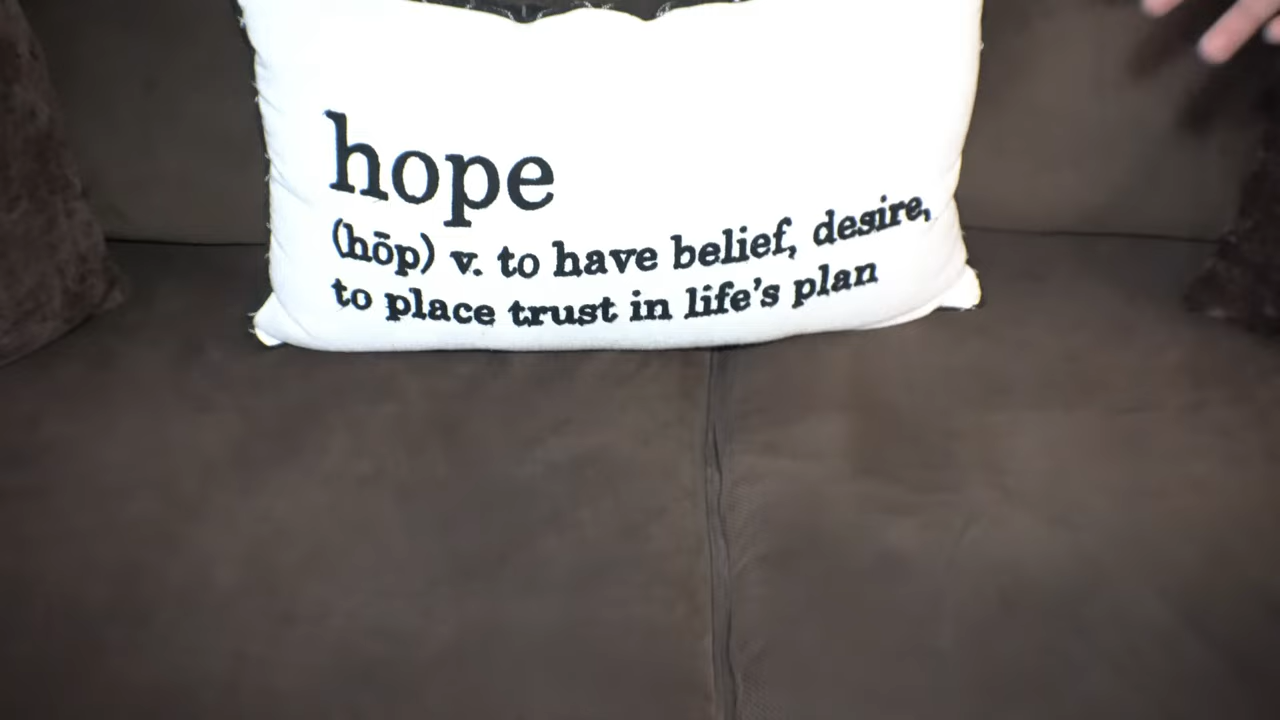 hope
(hōp) v. to have belief, desire,
to place trust in life's plan